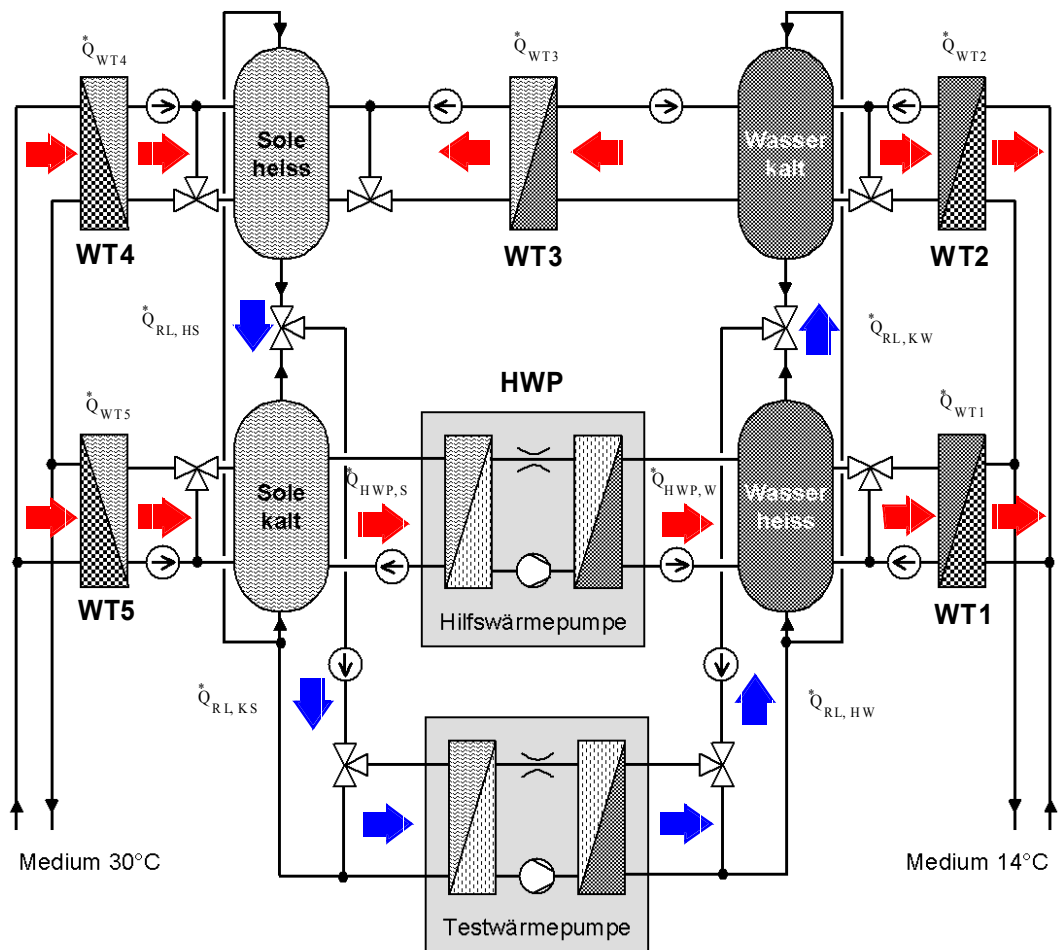 *Q WT4
*Q WT3
*Q WT2
Sole heiss
Wasser kalt
WT4
WT3
WT2
*Q RL, HS
*Q RL, KW
HWP
*Q WT5
*Q WT1
Sole kalt
*Q HWP, S
*Q HWP, W
Wasser heiss
WT5
WT1
Hilfswärmepumpe
*Q RL, KS
*Q RL, HW
Medium 30°C
Medium 14°C
Testwärmepumpe